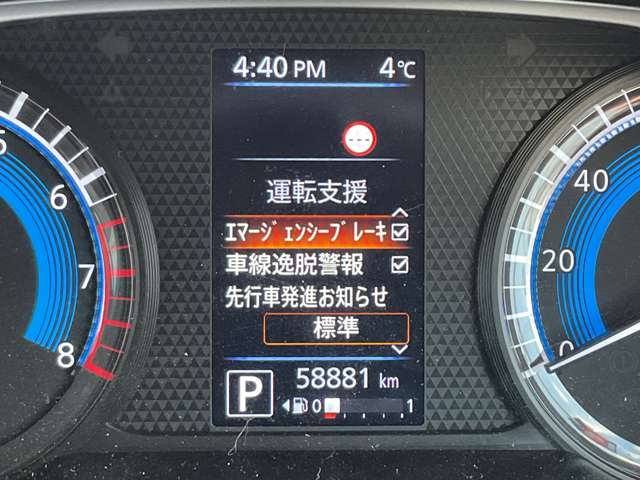 4:40 PM 4℃
---
運転支援
ｴﾏｰｼﾞｪﾝｼｰﾌﾞﾚｰｷ
車線逸脱警報
先行車発進お知らせ
標準
P 58881 km
0 1
5
6
7
8
40
20
0